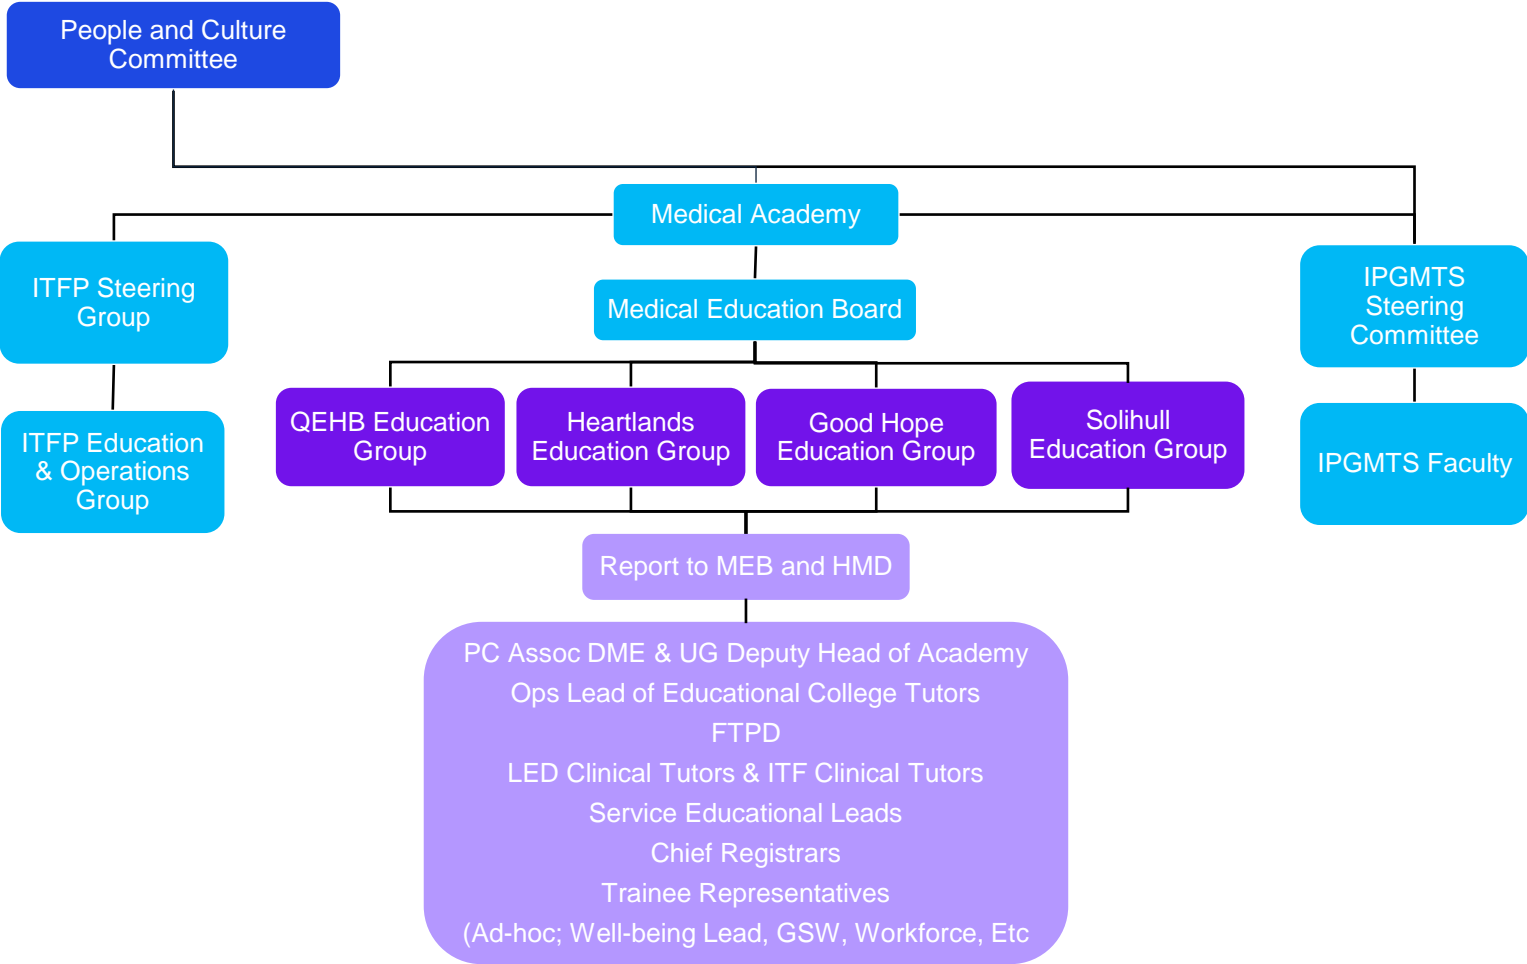 People and Culture
Committee
Medical Academy
ITFP Steering
Group
Medical Education Board
IPGMTS
Steering
Committee
QEHB Education
Group
Heartlands
Education Group
Good Hope
Education Group
Solihull
Education Group
ITFP Education
& Operations
Group
IPGMTS Faculty
Report to MEB and HMD
PC Assoc DME & UG Deputy Head of Academy
Ops Lead of Educational College Tutors
FTPD
LED Clinical Tutors & ITF Clinical Tutors
Service Educational Leads
Chief Registrars
Trainee Representatives
(Ad-hoc; Well-being Lead, GSW, Workforce, Etc